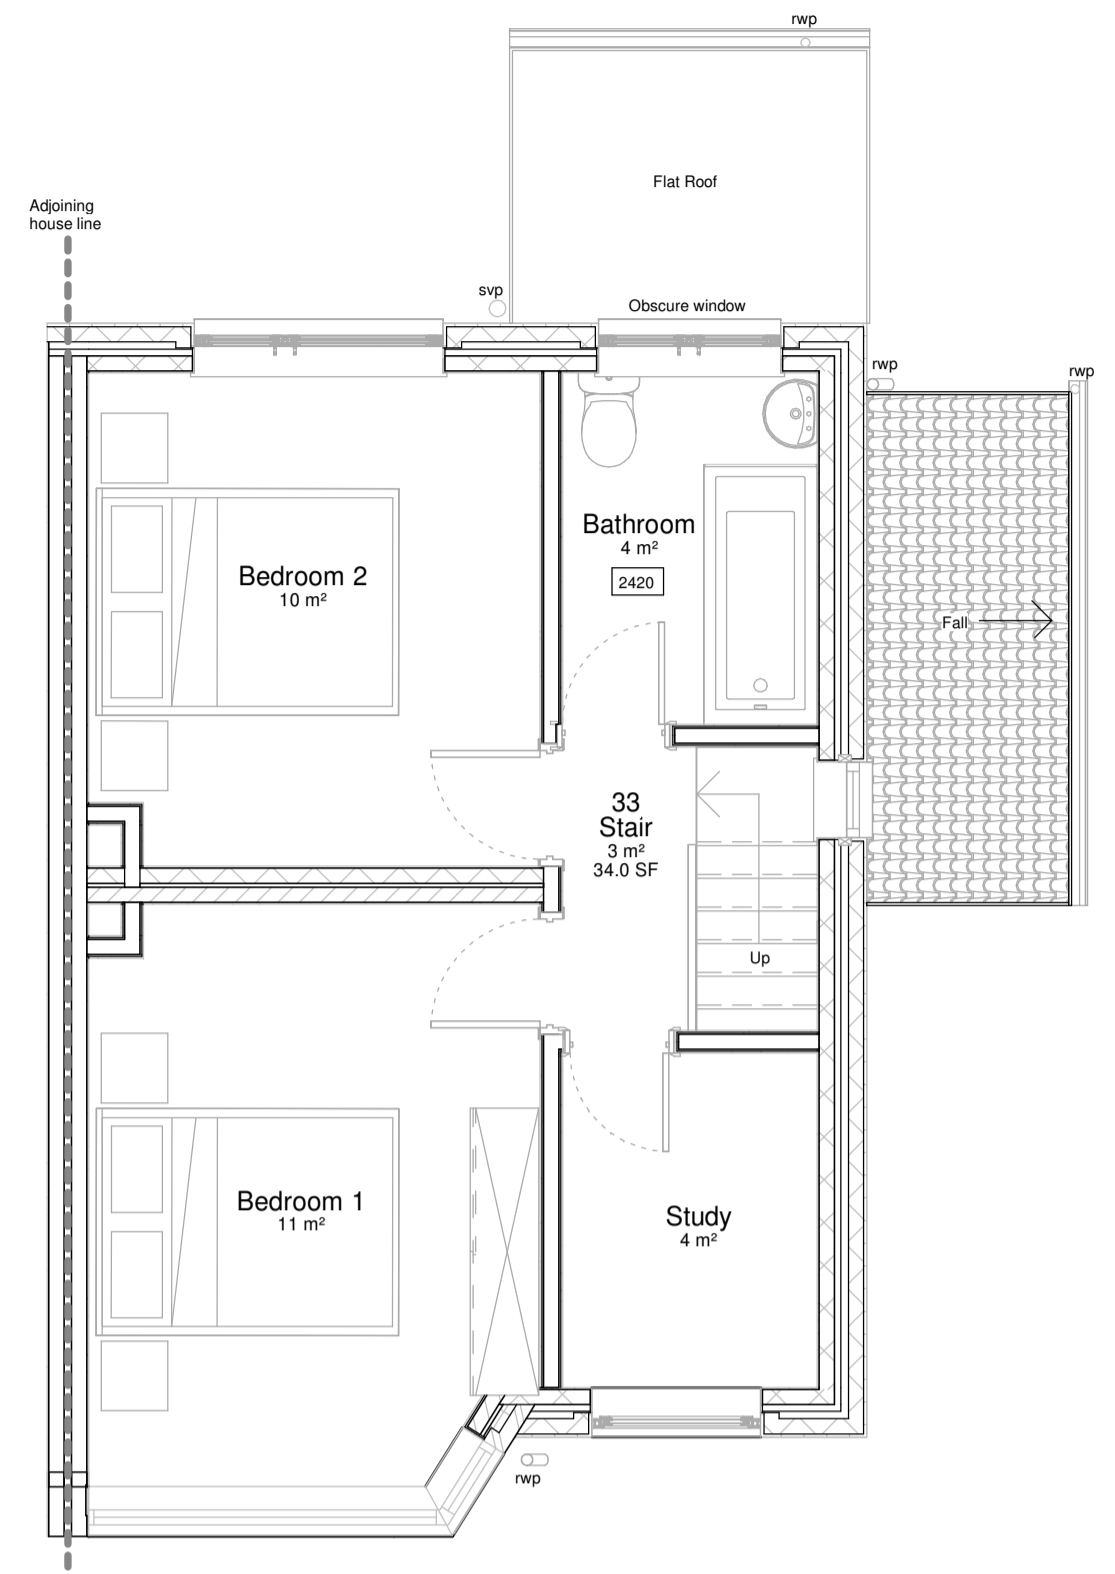 rwp
Flat Roof
Adjoining
house line
svp
Obscure window
rwp
rwp
Bathroom
4 m²
2420
Bedroom 2
10 m²
Fall
33
Stair
3 m²
34.0 SF
Up
Bedroom 1
11 m²
Study
4 m²
rwp